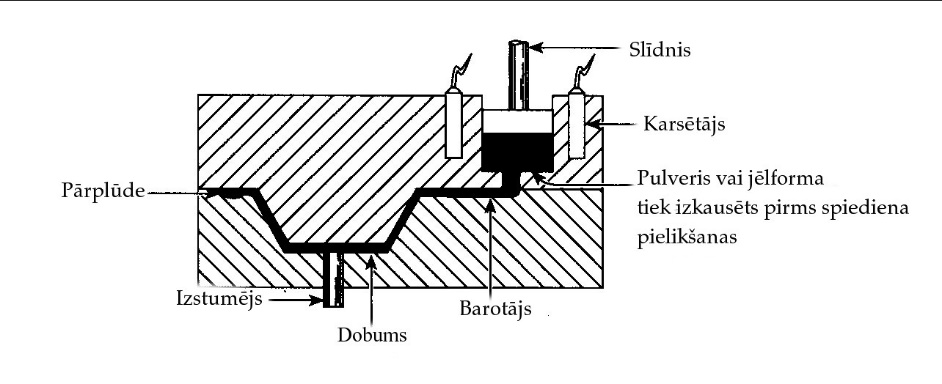 Slīdnis
Karsētājs
Pārplūde
Pulveris vai jēlforma
tiek izkausēts pirms spiediena
pielikšanas
Izstumējs
Barotājs
Dobums